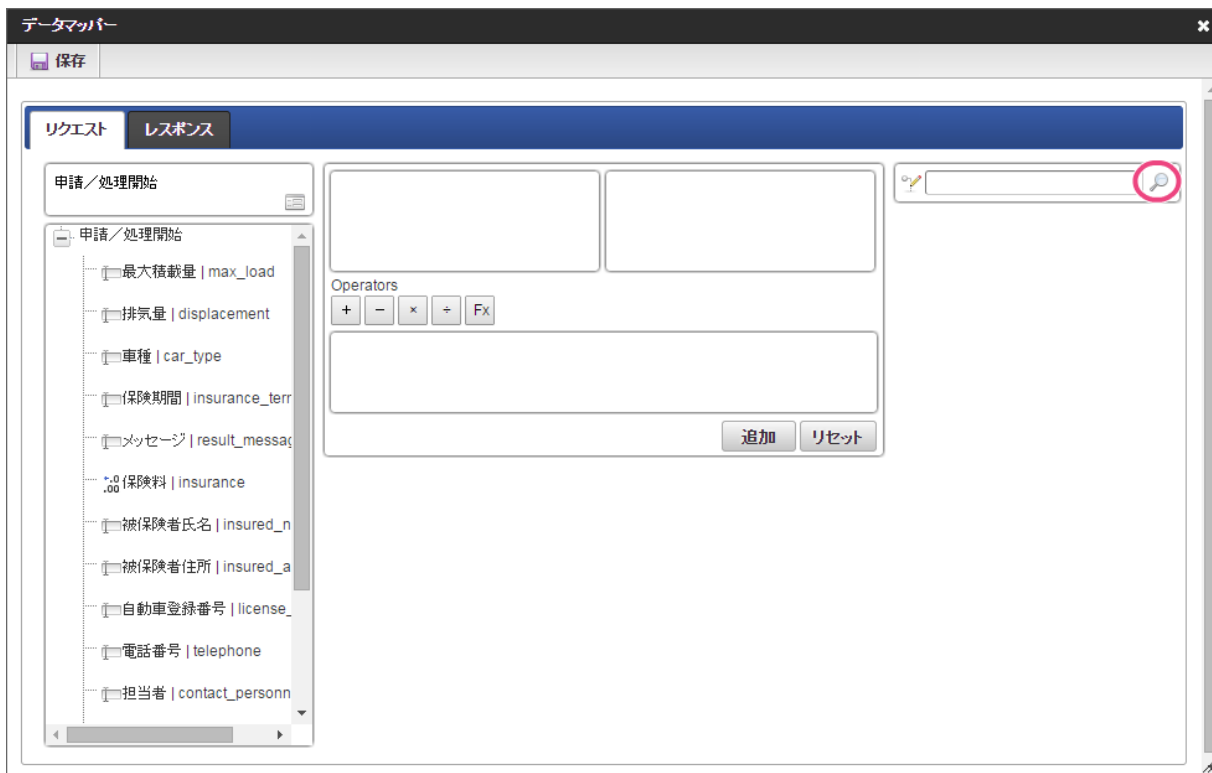 データマッパー
保存
リクエスト
レスポンス
申請／処理開始
申請／処理開始
最大積載量 | max_load
排気量 | displacement
車種 | car_type
保険期間 | insurance_terr
メッセージ | result_messag
保険料 | insurance
被保険者氏名 | insured_n
被保険者住所 | insured_a
自動車登録番号 | license_
電話番号 | telephone
担当者 | contact_personn
Operators
+ − × ÷ Fx
追加 リセット